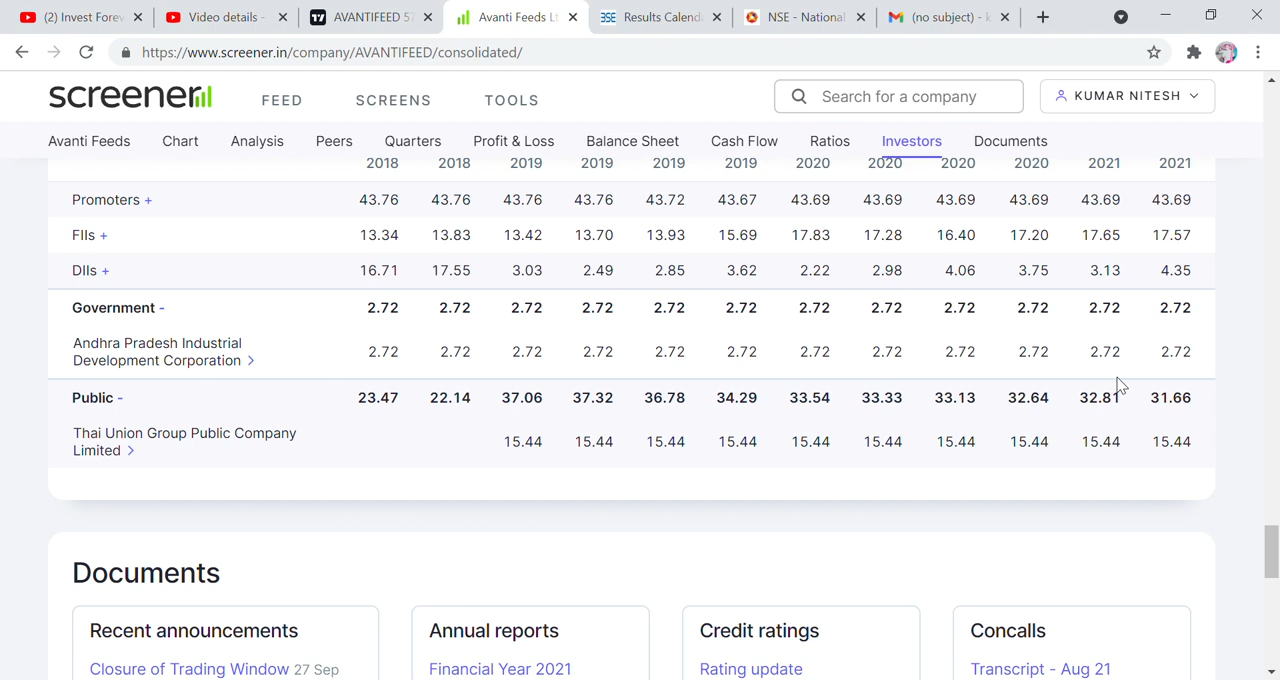 (2) Invest Forev
Video details -
AVANTIFEED 57
Avanti Feeds Lt
Results Calenda
NSE - National
(no subject) - k
https://www.screener.in/company/AVANTIFEED/consolidated/
screener
FEED
SCREENS
TOOLS
Search for a company
KUMAR NITESH
Avanti Feeds
Chart
Analysis
Peers
Quarters
Profit & Loss
Balance Sheet
Cash Flow
Ratios
Investors
Documents
2018 2018 2019 2019 2019 2019 2020 2020 2020 2020 2021 2021
Promoters + 43.76 43.76 43.76 43.76 43.72 43.67 43.69 43.69 43.69 43.69 43.69 43.69
FIIs + 13.34 13.83 13.42 13.70 13.93 15.69 17.83 17.28 16.40 17.20 17.65 17.57
DIIs + 16.71 17.55 3.03 2.49 2.85 3.62 2.22 2.98 4.06 3.75 3.13 4.35
Government - 2.72 2.72 2.72 2.72 2.72 2.72 2.72 2.72 2.72 2.72 2.72 2.72
Andhra Pradesh Industrial
Development Corporation > 2.72 2.72 2.72 2.72 2.72 2.72 2.72 2.72 2.72 2.72 2.72 2.72
Public - 23.47 22.14 37.06 37.32 36.78 34.29 33.54 33.33 33.13 32.64 32.81 31.66
Thai Union Group Public Company
Limited > 15.44 15.44 15.44 15.44 15.44 15.44 15.44 15.44 15.44 15.44
Documents
Recent announcements
Closure of Trading Window 27 Sep
Annual reports
Financial Year 2021
Credit ratings
Rating update
Concalls
Transcript - Aug 21